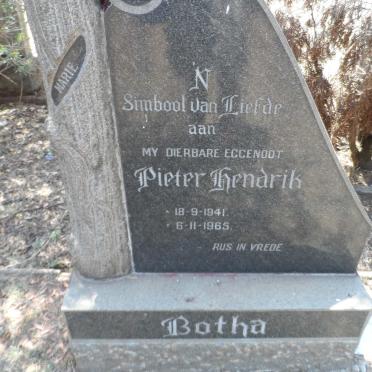 MARIE
'N
Simbool van Liefde
aan
MY DIERBARE EGGENOOT
Pieter Hendrik
· 18-9-1941.
· 6-11-1965
RUS IN VREDE
Botha